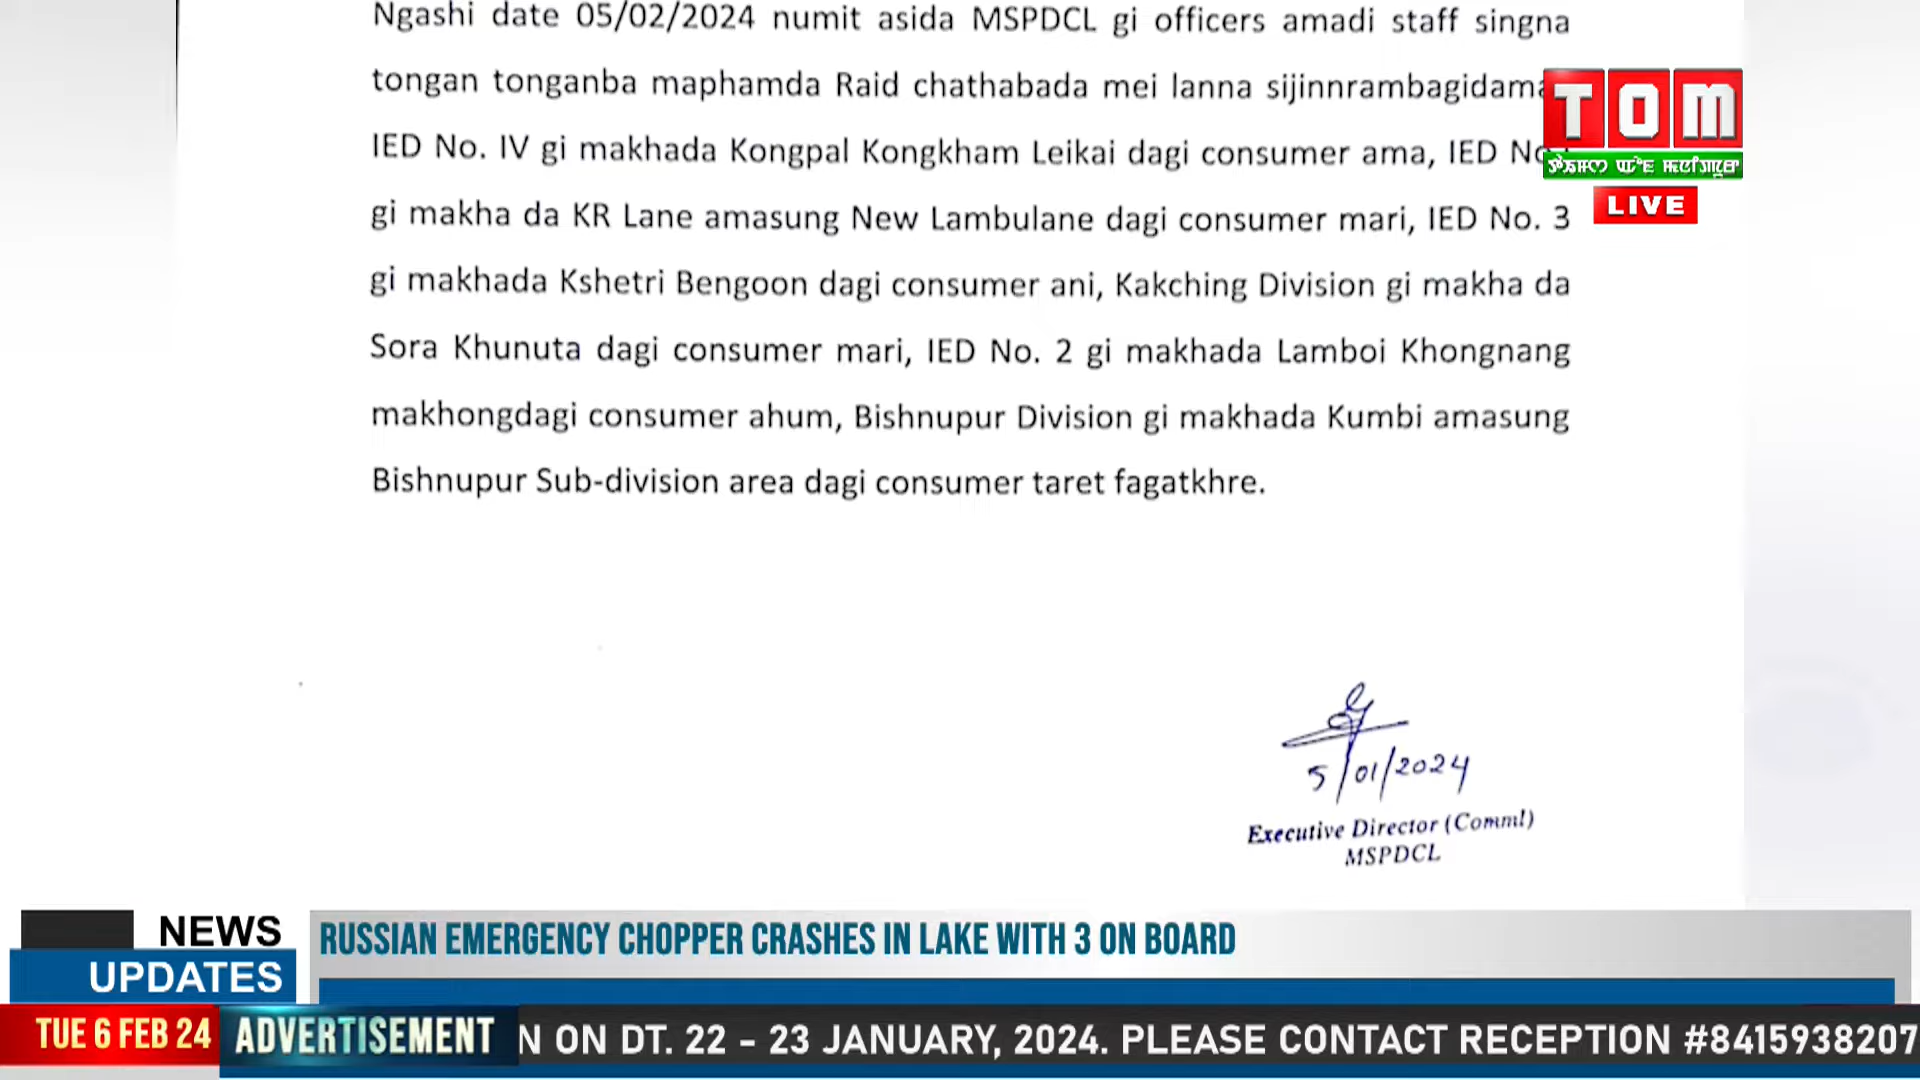 Ngashi date 05/02/2024 numit asida MSPDCL gi officers amadi staff singna
tongan tonganba maphamda Raid chathabada mei lanna
IED No. IV gi makhada Kongpal Kongkham Leikai dagi consumer ama, IED
gi makha da KR Lane amasung New Lambulane dagi consumer mari, IED No. 3
gi makhada Kshetri Bengoon dagi consumer ani, Kakching Division gi makha da
Sora Khunuta dagi consumer mari, IED No. 2 gi makhada Lamboi Khongnang
makhongdagi consumer ahum, Bishnupur Division gi makhada Kumbi amasung
Bishnupur Sub-division area dagi consumer taret fagatkhre.
TOM
LIVE
5/01/2024
Executive Director (Comml)
MSPDCL
NEWS
UPDATES
RUSSIAN EMERGENCY CHOPPER CRASHES IN LAKE WITH 3 ON BOARD
TUE 6 FEB 24
ADVERTISEMENT
N ON DT. 22 - 23 JANUARY, 2024. PLEASE CONTACT RECEPTION #8415938207